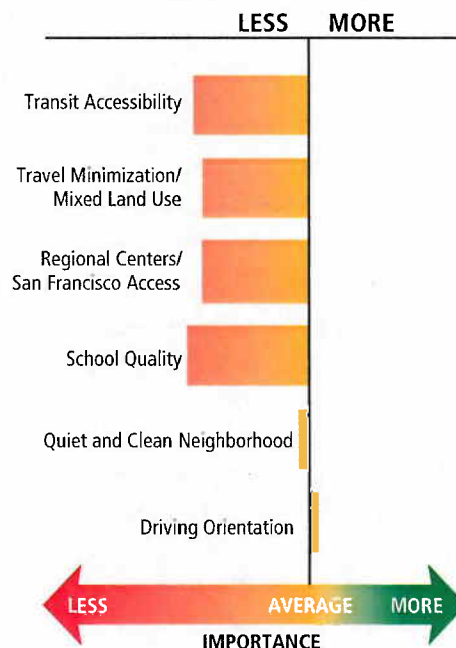 LESS MORE
Transit Accessibility
Travel Minimization/
Mixed Land Use
Regional Centers/
San Francisco Access
School Quality
Quiet and Clean Neighborhood
Driving Orientation
LESS AVERAGE MORE
IMPORTANCE